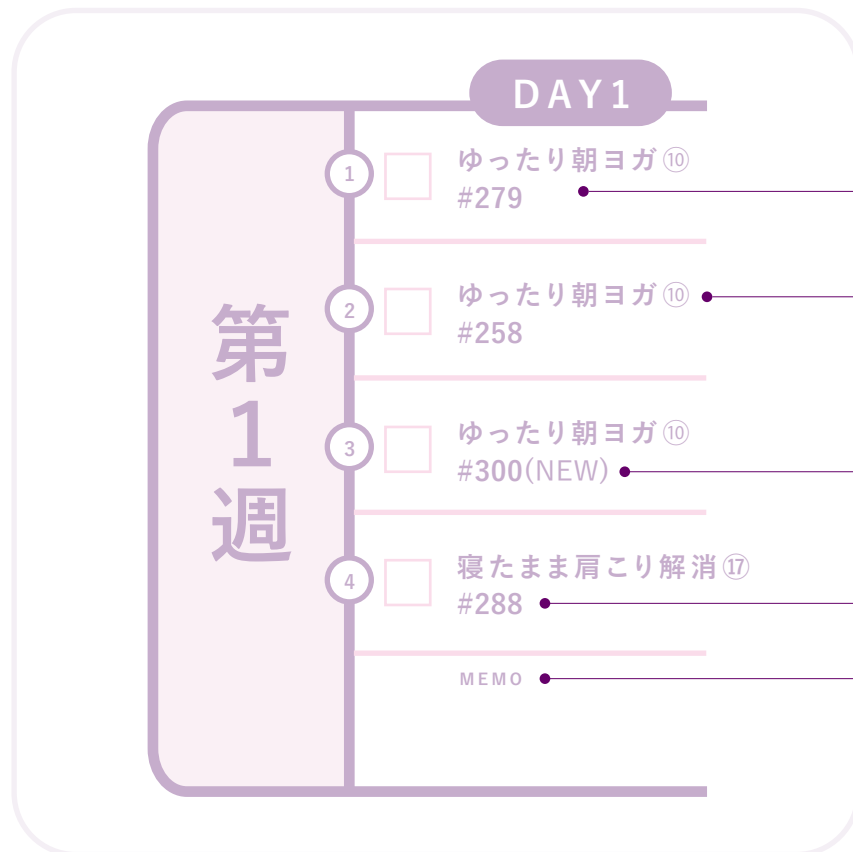 DAY1
第1週
1
ゆったり朝ヨガ⑩
#279
2
ゆったり朝ヨガ⑩
#258
3
ゆったり朝ヨガ⑩
#300(NEW)
4
寝たまま肩こり解消⑰
#288
MEMO